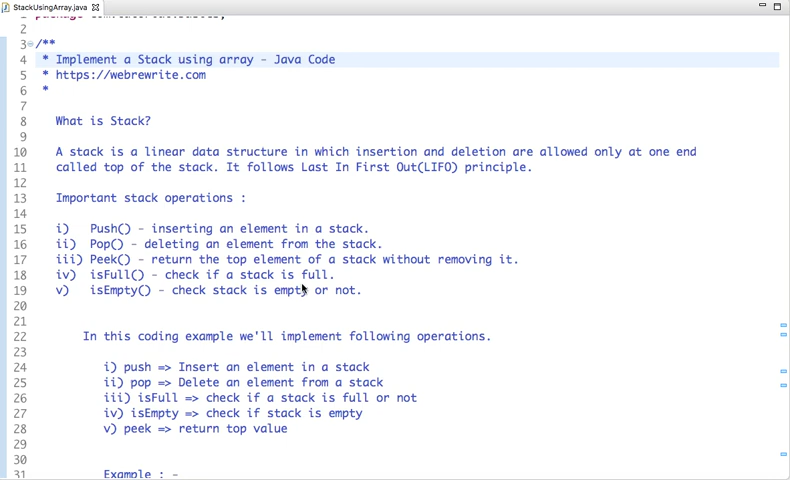 StackUsingArray.java
2
3 /**
4 * Implement a Stack using array - Java Code
5 * https://webrewrite.com
6 *
7
8 What is Stack?
9
10 A stack is a linear data structure in which insertion and deletion are allowed only at one end
11 called top of the stack. It follows Last In First Out(LIFO) principle.
12
13 Important stack operations :
14
15 i) Push() - inserting an element in a stack.
16 ii) Pop() - deleting an element from the stack.
17 iii) Peek() - return the top element of a stack without removing it.
18 iv) isFull() - check if a stack is full.
19 v) isEmpty() - check stack is empty or not.
20
21
22 In this coding example we'll implement following operations.
23
24 i) push => Insert an element in a stack
25 ii) pop => Delete an element from a stack
26 iii) isFull => check if a stack is full or not
27 iv) isEmpty => check if stack is empty
28 v) peek => return top value
29
30
31 Example : -